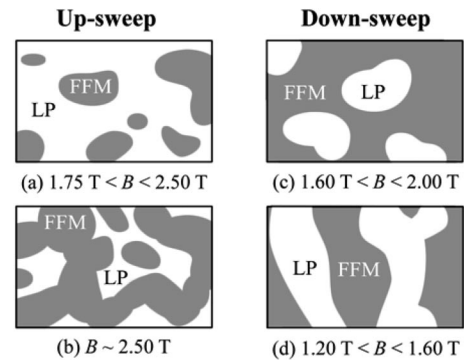 Up-sweep
Down-sweep
FFM
LP
FFM
LP
(a) 1.75 T < B < 2.50 T
(c) 1.60 T < B < 2.00 T
FFM
LP
LP
FFM
(b) B ~ 2.50 T
(d) 1.20 T < B < 1.60 T